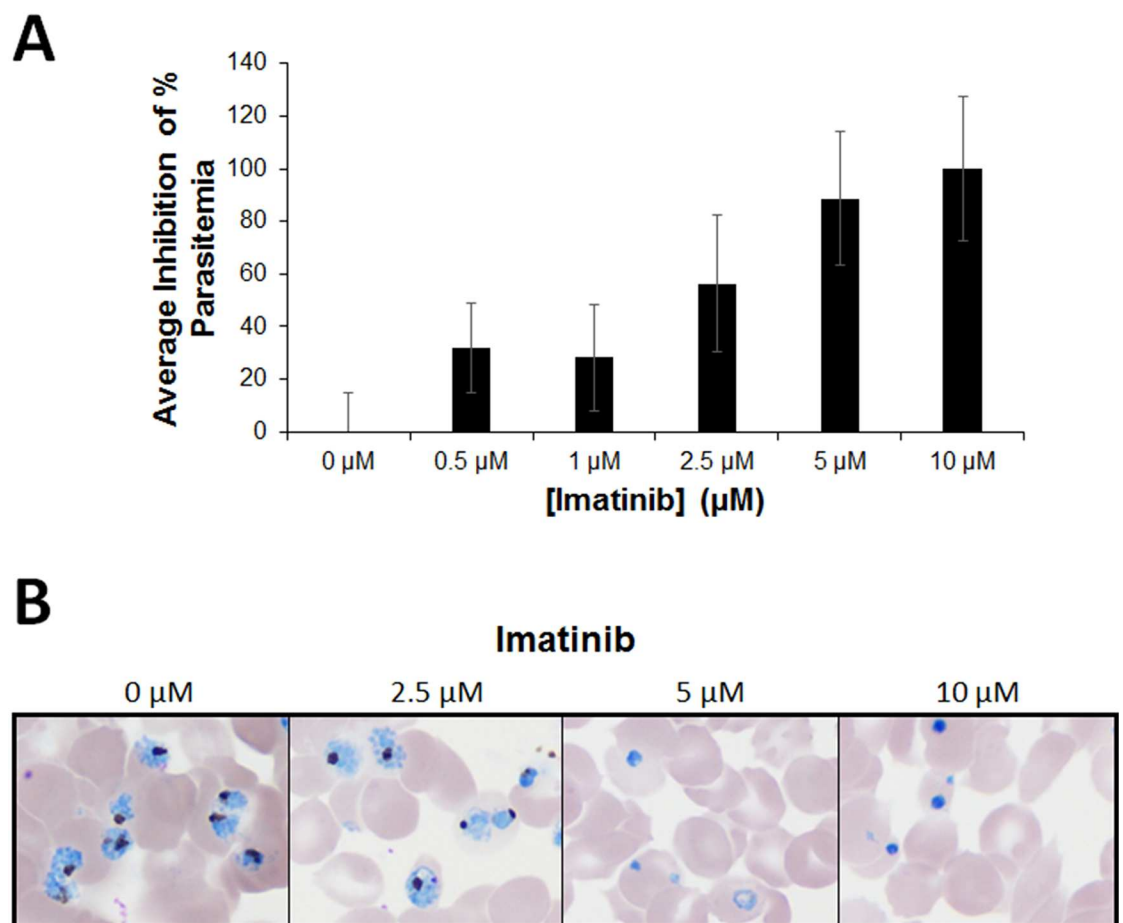 A
Average Inhibition of %
Parasitemia
140
120
100
80
60
40
20
0
0 µM 0.5 µM 1 µM 2.5 µM 5 µM 10 µM
[Imatinib] (µM)
B
Imatinib
0 µM 2.5 µM 5 µM 10 µM